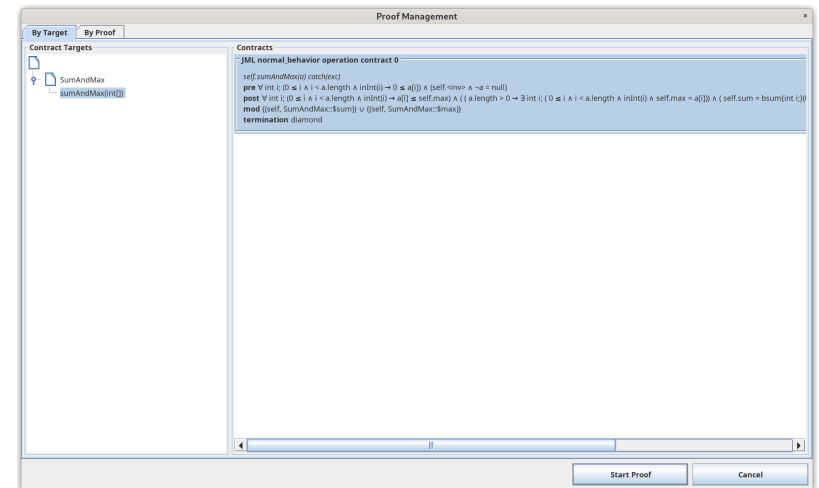 Proof Management
×
By Target
By Proof
Contract Targets
SumAndMax
sumAndMax(int[])
Contracts
JML normal_behavior operation contract 0
self.sumAndMax(a) catch(exc)
pre ∀ int i; (0 ≤ i ∧ i < a.length ∧ inInt(i) → 0 ≤ a[i]) ∧ (self.<inv> ∧ ¬a = null)
post ∀ int i; (0 ≤ i ∧ i < a.length ∧ inInt(i) → a[i] ≤ self.max) ∧ ( ( a.length > 0 → ∃ int i; ( 0 ≤ i ∧ i < a.length ∧ inInt(i) ∧ self.max = a[i])) ∧ ( self.sum = bsum{int i;}(
mod {(self, SumAndMax::$sum)} ∪ {(self, SumAndMax::$max)}
termination diamond
Start Proof
Cancel